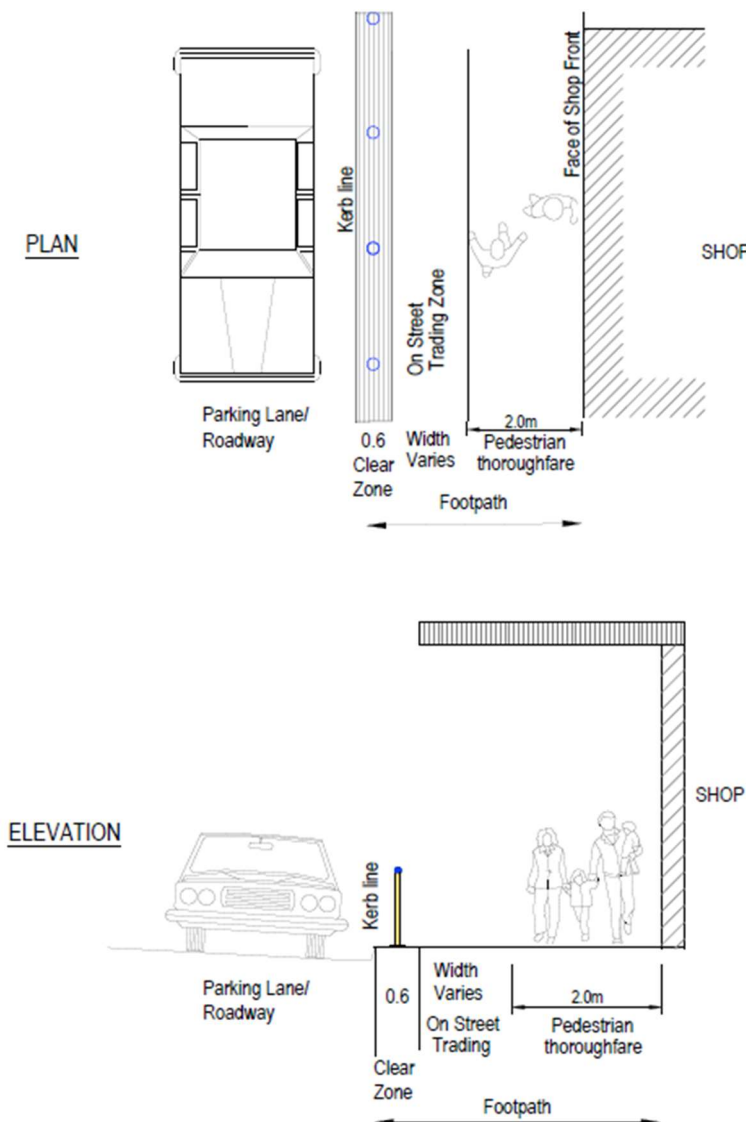 PLAN
Kerb line
On Street
Trading Zone
Face of Shop Front
SHOP
Parking Lane/
Roadway
0.6
Clear
Zone
Width
Varies
2.0m
Pedestrian
thoroughfare
Footpath
ELEVATION
Kerb line
SHOP
Parking Lane/
Roadway
0.6
Width
Varies
On Street
Trading
2.0m
Pedestrian
thoroughfare
Clear
Zone
Footpath